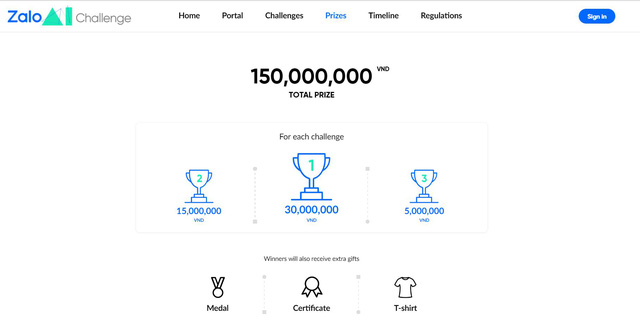 Zalo AI Challenge
Home Portal Challenges Prizes Timeline Regulations Sign in
150,000,000 VND
TOTAL PRIZE
For each challenge
2 1 3
15,000,000 30,000,000 5,000,000
VND VND VND
Winners will also receive extra gifts
Medal Certificate T-shirt